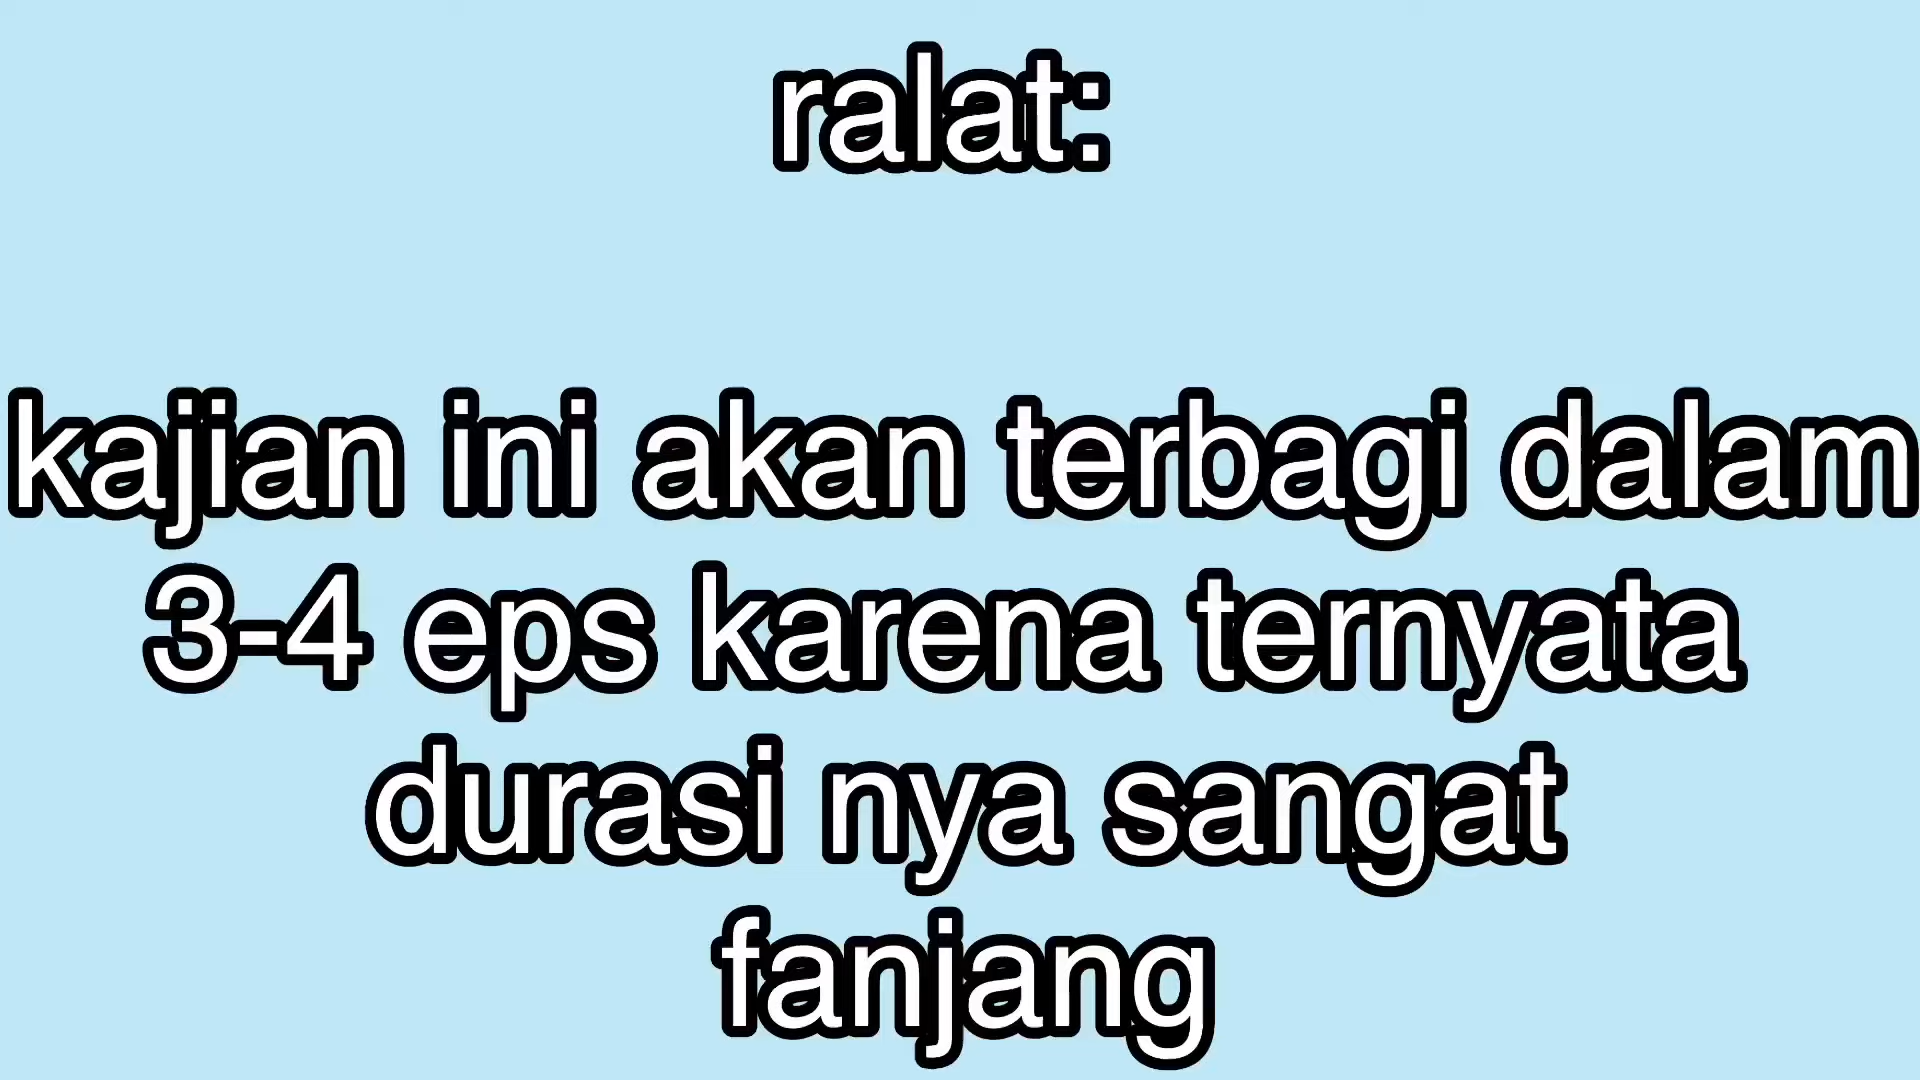 ralat:
kajian ini akan terbagi dalam
3-4 eps karena ternyata
durasi nya sangat
fanjang